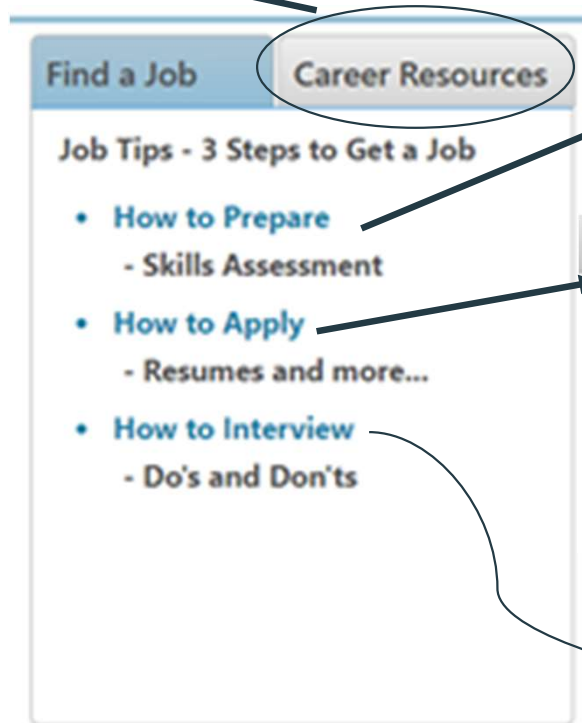 Find a Job Career Resources
Job Tips - 3 Steps to Get a Job
• How to Prepare
- Skills Assessment
• How to Apply
- Resumes and more...
• How to Interview
- Do's and Don'ts